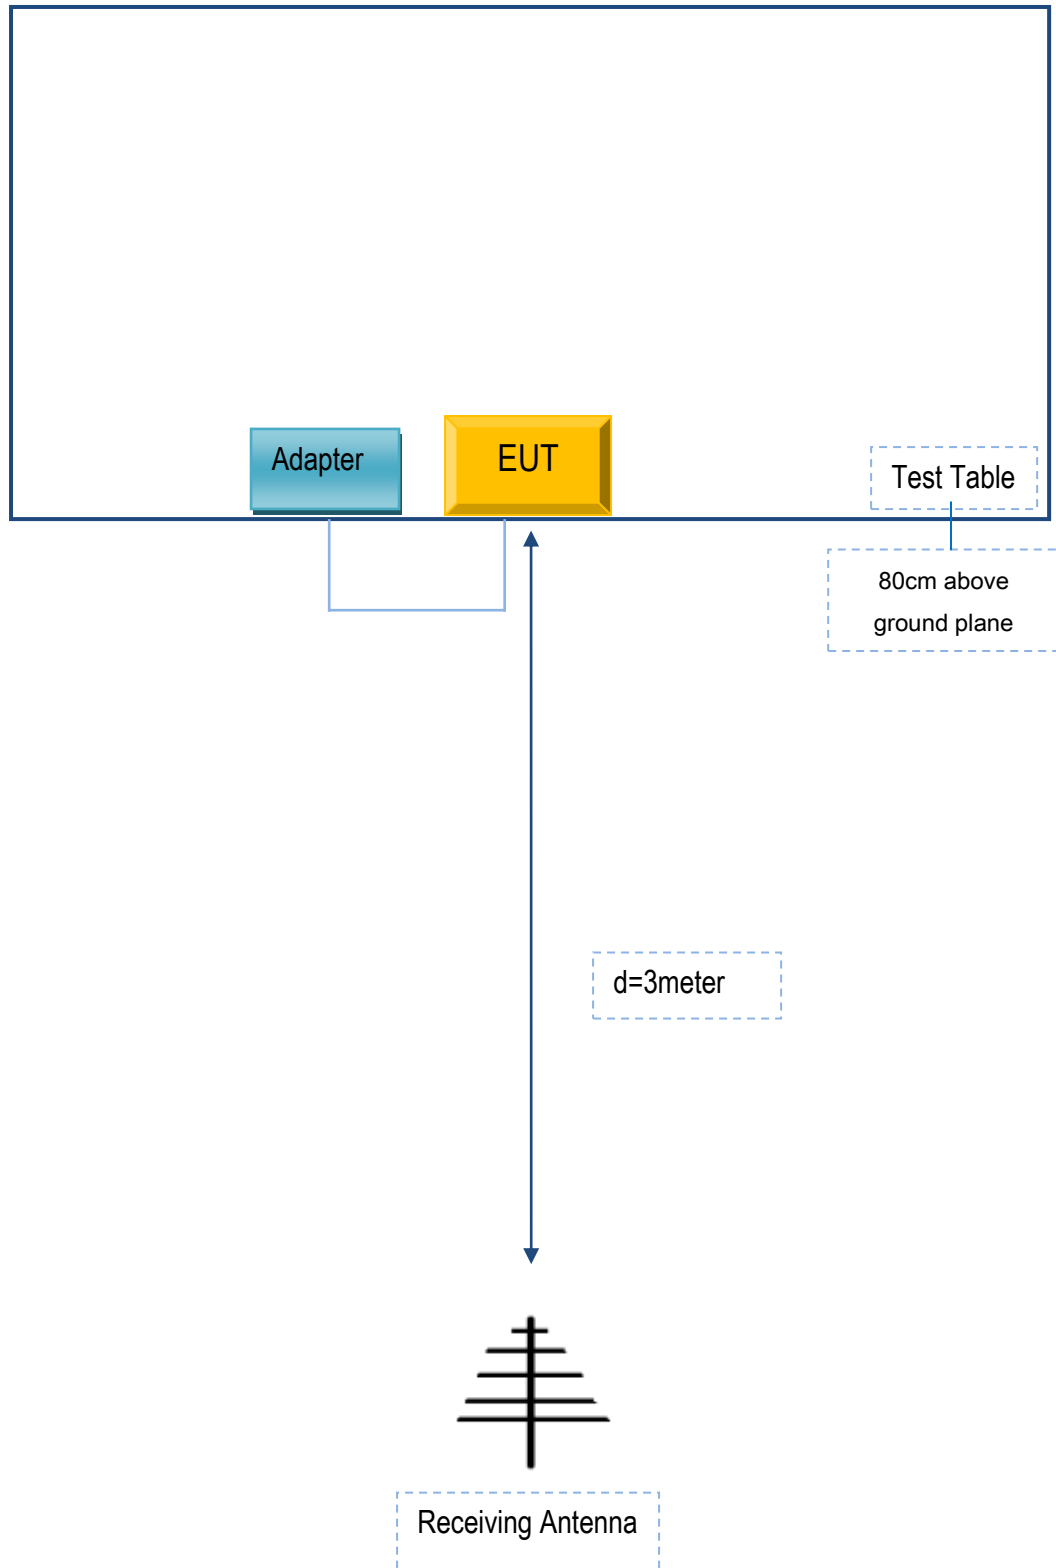 Adapter
EUT
Test Table
80cm above
ground plane
d=3meter
Receiving Antenna